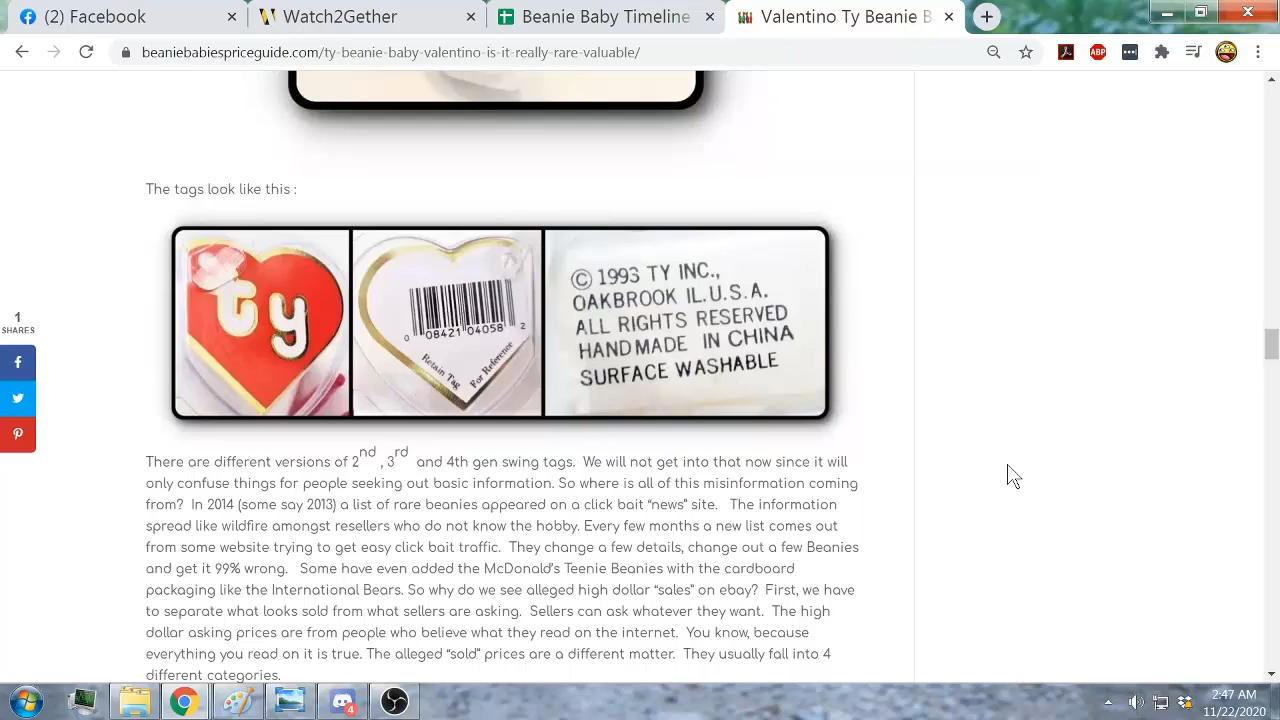 (2) Facebook
Watch2Gether
Beanie Baby Timeline
Valentino Ty Beanie B
beaniebabiespriceguide.com/ty-beanie-baby-valentino-is-it-really-rare-valuable/
ABP
The tags look like this :
ty
0 08421 04058 2
Retain Tag
For Reference
© 1993 TY INC.,
OAKBROOK IL.U.S.A.
ALL RIGHTS RESERVED
HANDMADE IN CHINA
SURFACE WASHABLE
1
SHARES
There are different versions of 2nd , 3rd and 4th gen swing tags. We will not get into that now since it will
only confuse things for people seeking out basic information. So where is all of this misinformation coming
from? In 2014 (some say 2013) a list of rare beanies appeared on a click bait “news” site. The information
spread like wildfire amongst resellers who do not know the hobby. Every few months a new list comes out
from some website trying to get easy click bait traffic. They change a few details, change out a few Beanies
and get it 99% wrong. Some have even added the McDonald’s Teenie Beanies with the cardboard
packaging like the International Bears. So why do we see alleged high dollar “sales” on ebay? First, we have
to separate what looks sold from what sellers are asking. Sellers can ask whatever they want. The high
dollar asking prices are from people who believe what they read on the internet. You know, because
everything you read on it is true. The alleged “sold” prices are a different matter. They usually fall into 4
different categories.
4
2:47 AM
11/22/2020